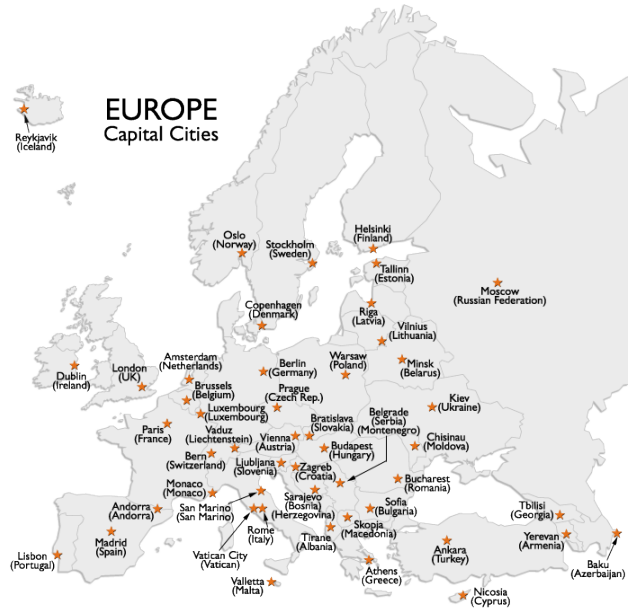 EUROPE
Capital Cities
Reykjavik
(Iceland)
Oslo
(Norway)
Stockholm
(Sweden)
Helsinki
(Finland)
Tallinn
(Estonia)
Moscow
(Russian Federation)
Copenhagen
(Denmark)
Riga
(Latvia)
Vilnius
(Lithuania)
Minsk
(Belarus)
Dublin
(Ireland)
London
(UK)
Amsterdam
(Netherlands)
Berlin
(Germany)
Warsaw
(Poland)
Brussels
(Belgium)
Prague
(Czech Rep.)
Kiev
(Ukraine)
Luxembourg
(Luxembourg)
Paris
(France)
Vaduz
(Liechtenstein)
Vienna
(Austria)
Bratislava
(Slovakia)
Belgrade
(Serbia)
(Montenegro)
Chisinau
(Moldova)
Bern
(Switzerland)
Budapest
(Hungary)
Ljubljana
(Slovenia)
Zagreb
(Croatia)
Bucharest
(Romania)
Monaco
(Monaco)
San Marino
(San Marino)
Sarajevo
(Bosnia)
(Herzegovina)
Sofia
(Bulgaria)
Andorra
(Andorra)
Rome
(Italy)
Skopja
(Macedonia)
Tbilisi
(Georgia)
Madrid
(Spain)
Tirane
(Albania)
Yerevan
(Armenia)
Lisbon
(Portugal)
Vatican City
(Vatican)
Ankara
(Turkey)
Baku
(Azerbaijan)
Valletta
(Malta)
Athens
(Greece)
Nicosia
(Cyprus)